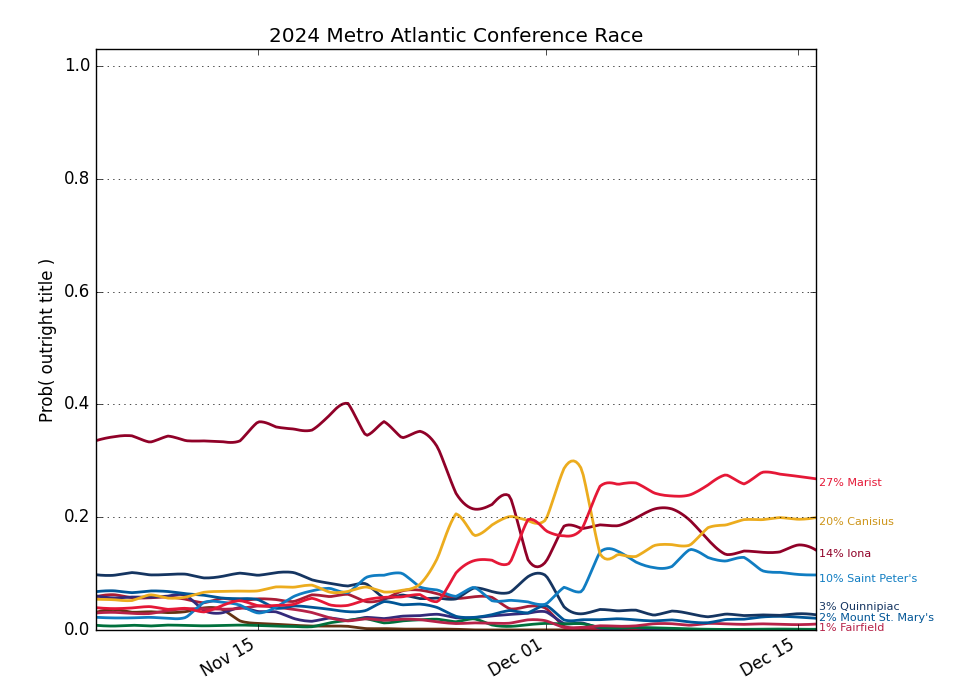 2024 Metro Atlantic Conference Race
Prob( outright title )
1.0
0.8
0.6
0.4
0.2
0.0
27% Marist
20% Canisius
14% Iona
10% Saint Peter's
3% Quinnipiac
2% Mount St. Mary's
1% Fairfield
Nov 15
Dec 01
Dec 15